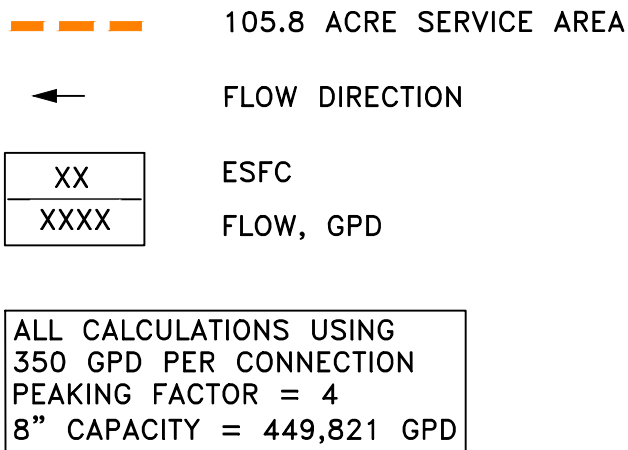 105.8 ACRE SERVICE AREA
FLOW DIRECTION
XX
ESFC
XXXX
FLOW, GPD
ALL CALCULATIONS USING
350 GPD PER CONNECTION
PEAKING FACTOR = 4
8” CAPACITY = 449,821 GPD